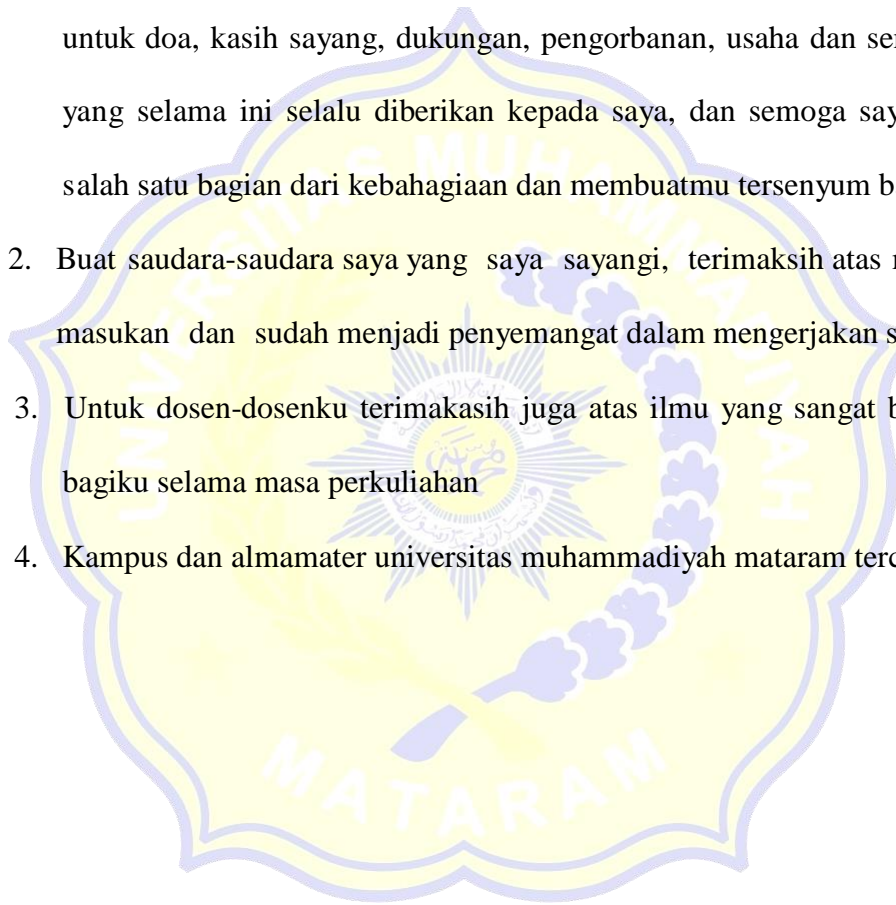 untuk doa, kasih sayang, dukungan, pengorbanan, usaha dan
yang selama ini selalu diberikan kepada saya, dan semoga
salah satu bagian dari kebahagiaan dan membuatmu tersenyum
2. Buat saudara-saudara saya yang saya sayangi, terimaksih atas
masukan dan sudah menjadi penyemangat dalam mengerjakan
3. Untuk dosen-dosenku terimakasih juga atas ilmu yang sangat
bagiku selama masa perkuliahan
4. Kampus dan almamater universitas muhammadiyah mataram
UNIVERSITAS MUHAMMADIYAH
MATARAM